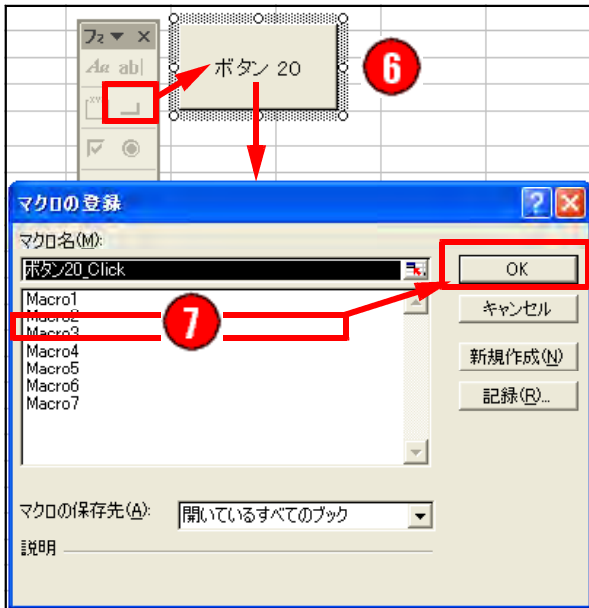 フォ
Aa ab|
ボタン 20
6
XYZ
マクロの登録
マクロ名(M):
ボタン20_Click
OK
Macro1
Macro2
キャンセル
7
Macro3
Macro4
新規作成(N)
Macro5
Macro6
記録(R)...
Macro7
マクロの保存先(A):
開いているすべてのブック
説明